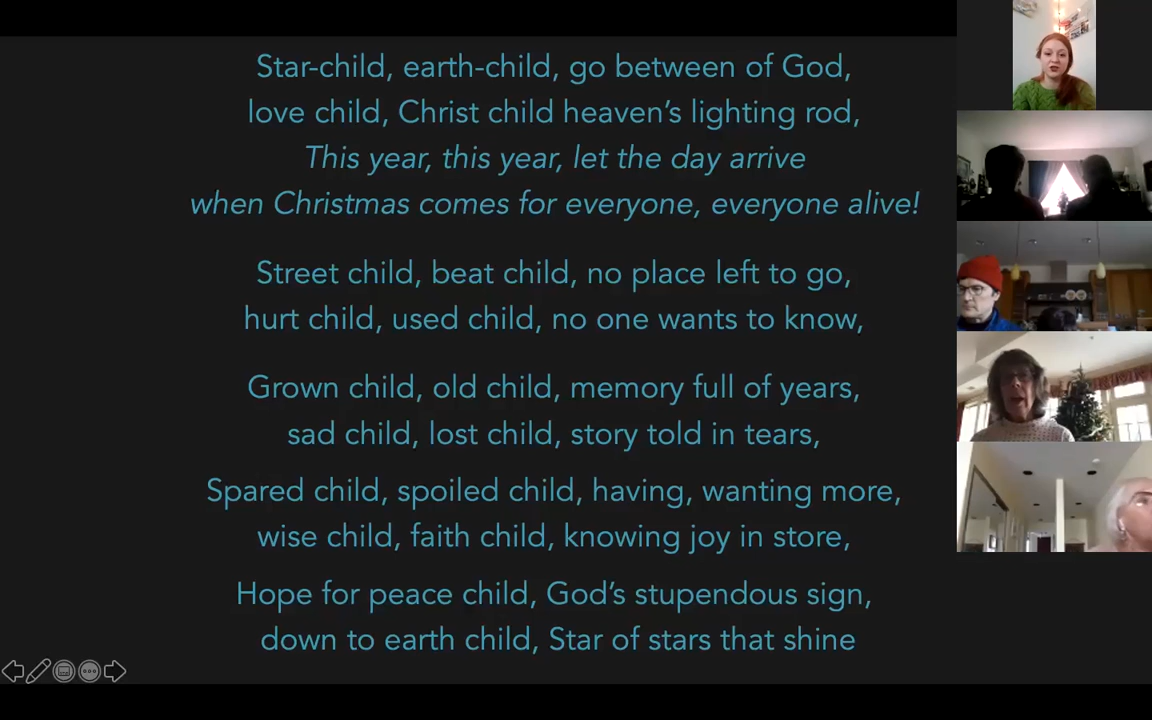 Star-child, earth-child, go between of God,
love child, Christ child heaven's lighting rod,
This year, this year, let the day arrive
when Christmas comes for everyone, everyone alive!
Street child, beat child, no place left to go,
hurt child, used child, no one wants to know,
Grown child, old child, memory full of years,
sad child, lost child, story told in tears,
Spared child, spoiled child, having, wanting more,
wise child, faith child, knowing joy in store,
Hope for peace child, God's stupendous sign,
down to earth child, Star of stars that shine